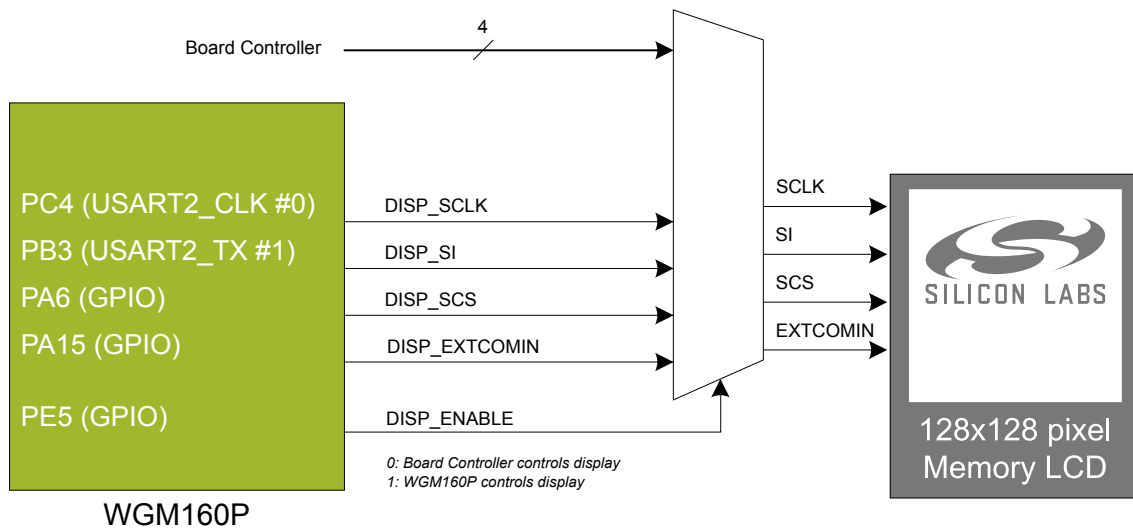 4
Board Controller
PC4 (USART2_CLK #0)
PB3 (USART2_TX #1)
PA6 (GPIO)
PA15 (GPIO)
PE5 (GPIO)
WGM160P
DISP_SCLK
DISP_SI
DISP_SCS
DISP_EXTCOMIN
DISP_ENABLE
0: Board Controller controls display
1: WGM160P controls display
SCLK
SI
SCS
EXTCOMIN
SILICON LABS
128x128 pixel
Memory LCD